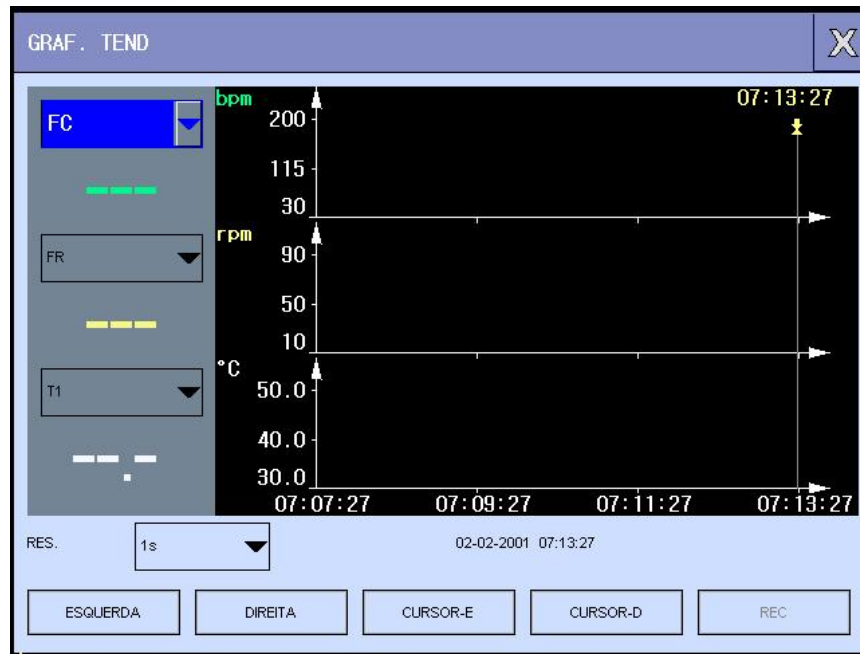 GRAF. TEND X
FC
bpm
200
115
30
07:13:27
---
FR
rpm
90
50
10
---
T1
°C
50.0
40.0
30.0
--.-
07:07:27 07:09:27 07:11:27 07:13:27
RES. 1s 02-02-2001 07:13:27
ESQUERDA DIREITA CURSOR-E CURSOR-D REC